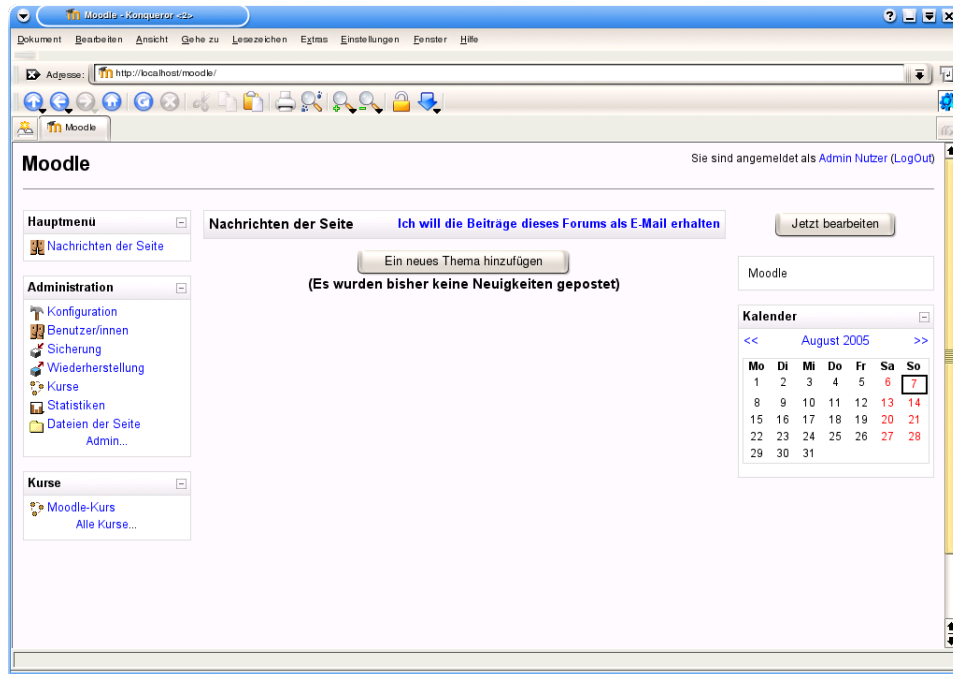 Moodle - Konqueror <2>
Dokument Bearbeiten Ansicht Gehe zu Lesezeichen Extras Einstellungen Fenster Hilfe
Adresse: http://localhost/moodle/
Moodle
Moodle
Sie sind angemeldet als Admin Nutzer (LogOut)
Hauptmenü
Nachrichten der Seite
Administration
Konfiguration
Benutzer/innen
Sicherung
Wiederherstellung
Kurse
Statistiken
Dateien der Seite
Admin...
Kurse
Moodle-Kurs
Alle Kurse...
Nachrichten der Seite Ich will die Beiträge dieses Forums als E-Mail erhalten
Ein neues Thema hinzufügen
(Es wurden bisher keine Neuigkeiten gepostet)
Jetzt bearbeiten
Moodle
Kalender
<< August 2005 >>
Mo Di Mi Do Fr Sa So
1 2 3 4 5 6 7
8 9 10 11 12 13 14
15 16 17 18 19 20 21
22 23 24 25 26 27 28
29 30 31